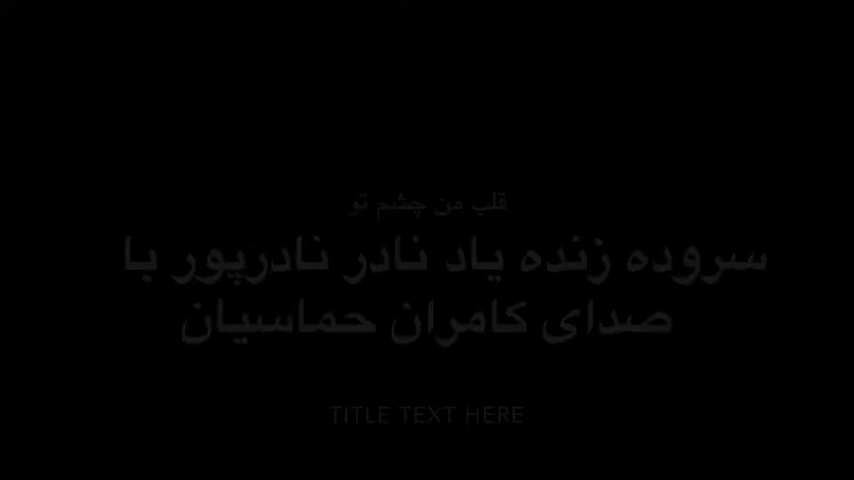 قلب من چشم تو
سروده زنده یاد نادر نادرپور با
صدای کامران حماسیان
TITLE TEXT HERE